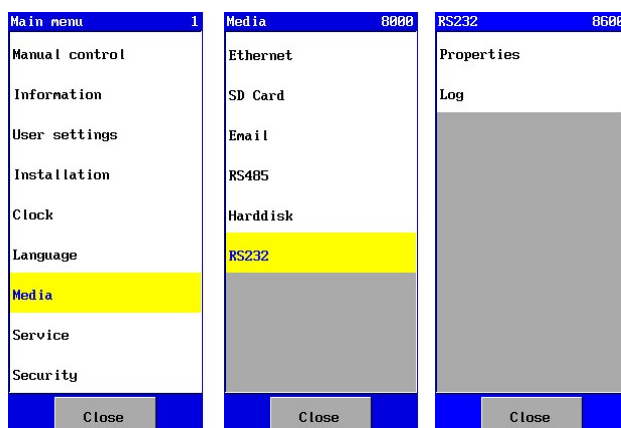 Main menu 1
Manual control
Information
User settings
Installation
Clock
Language
Media
Service
Security
Close
Media 8000
Ethernet
SD Card
Email
RS485
Harddisk
RS232
Close
RS232 8600
Properties
Log
Close